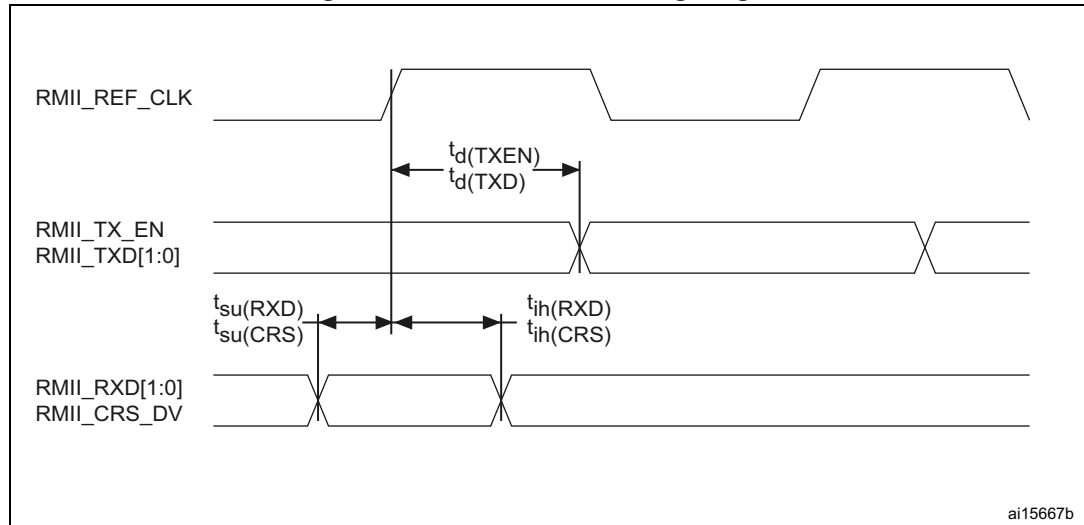 RMII_REF_CLK
td(TXEN)
td(TXD)
RMII_TX_EN
RMII_TXD[1:0]
tsu(RXD)
tsu(CRS)
tih(RXD)
tih(CRS)
RMII_RXD[1:0]
RMII_CRS_DV
ai15667b